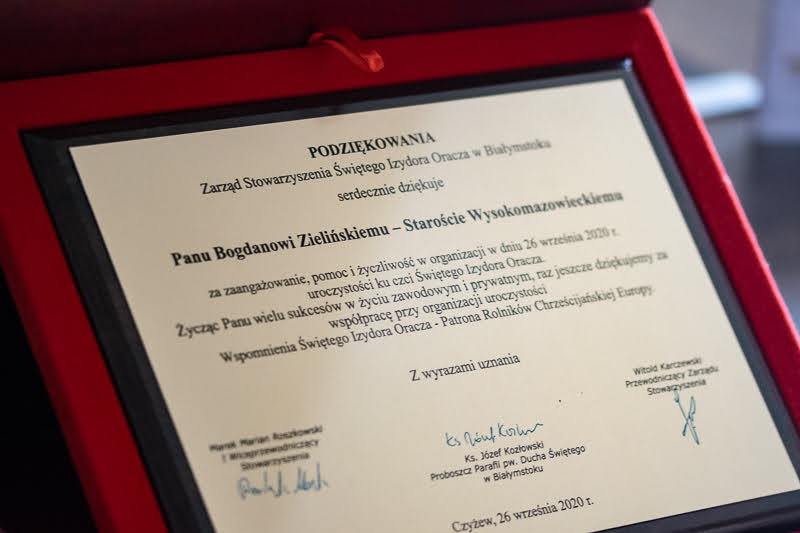 PODZIĘKOWANIA
Zarząd Stowarzyszenia Świętego Izydora Oracza w Białymstoku
serdecznie dziękuje
Panu Bogdanowi Zielińskiemu – Staroście Wysokomazowieckiemu
za zaangażowanie, pomoc i życzliwość w organizacji w dniu 26 września 2020 r.
uroczystości ku czci Świętego Izydora Oracza.
Życząc Panu wielu sukcesów w życiu zawodowym i prywatnym, raz jeszcze dziękujemy za
współpracę przy organizacji uroczystości
Wspomnienia Świętego Izydora Oracza - Patrona Rolników Chrześcijańskiej Europy.
Z wyrazami uznania
Witold Karczewski
Przewodniczący Zarządu
Stowarzyszenia
Marek Marian Roszkowski
I Wiceprzewodniczący
Stowarzyszenia
Ks. Józef Kozłowski
Ks. Józef Kozłowski
Proboszcz Parafii pw. Ducha Świętego
w Białymstoku
Czyżew, 26 września 2020 r.